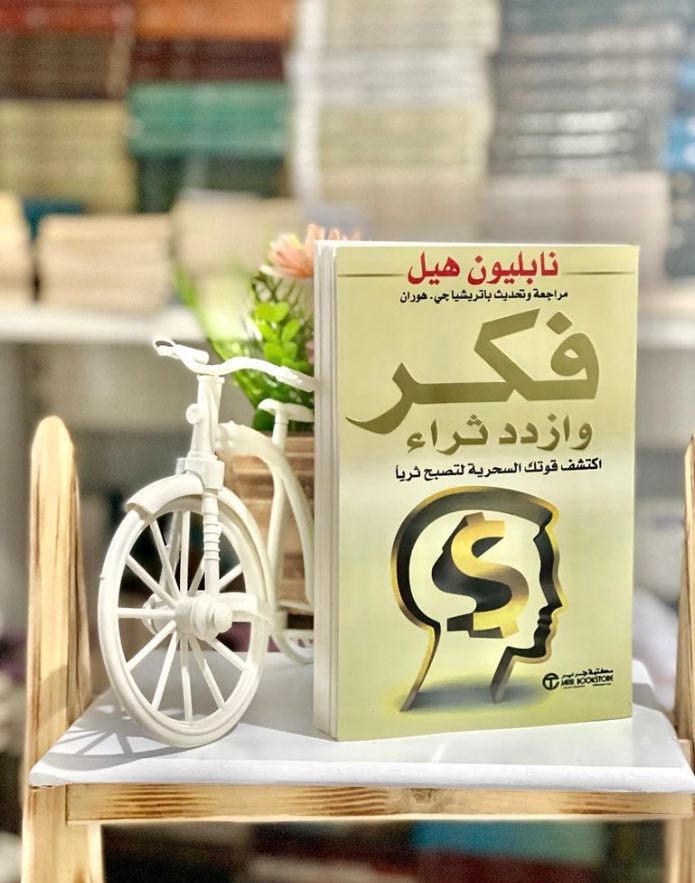 نابليون هيل
مراجعة وتحديث باتريشيا جي. هوران
فكر
وازدد ثراء
اكتشف قوتك السحرية لتصبح ثرياً
مكتبة جرير
JARIR BOOKSTORE